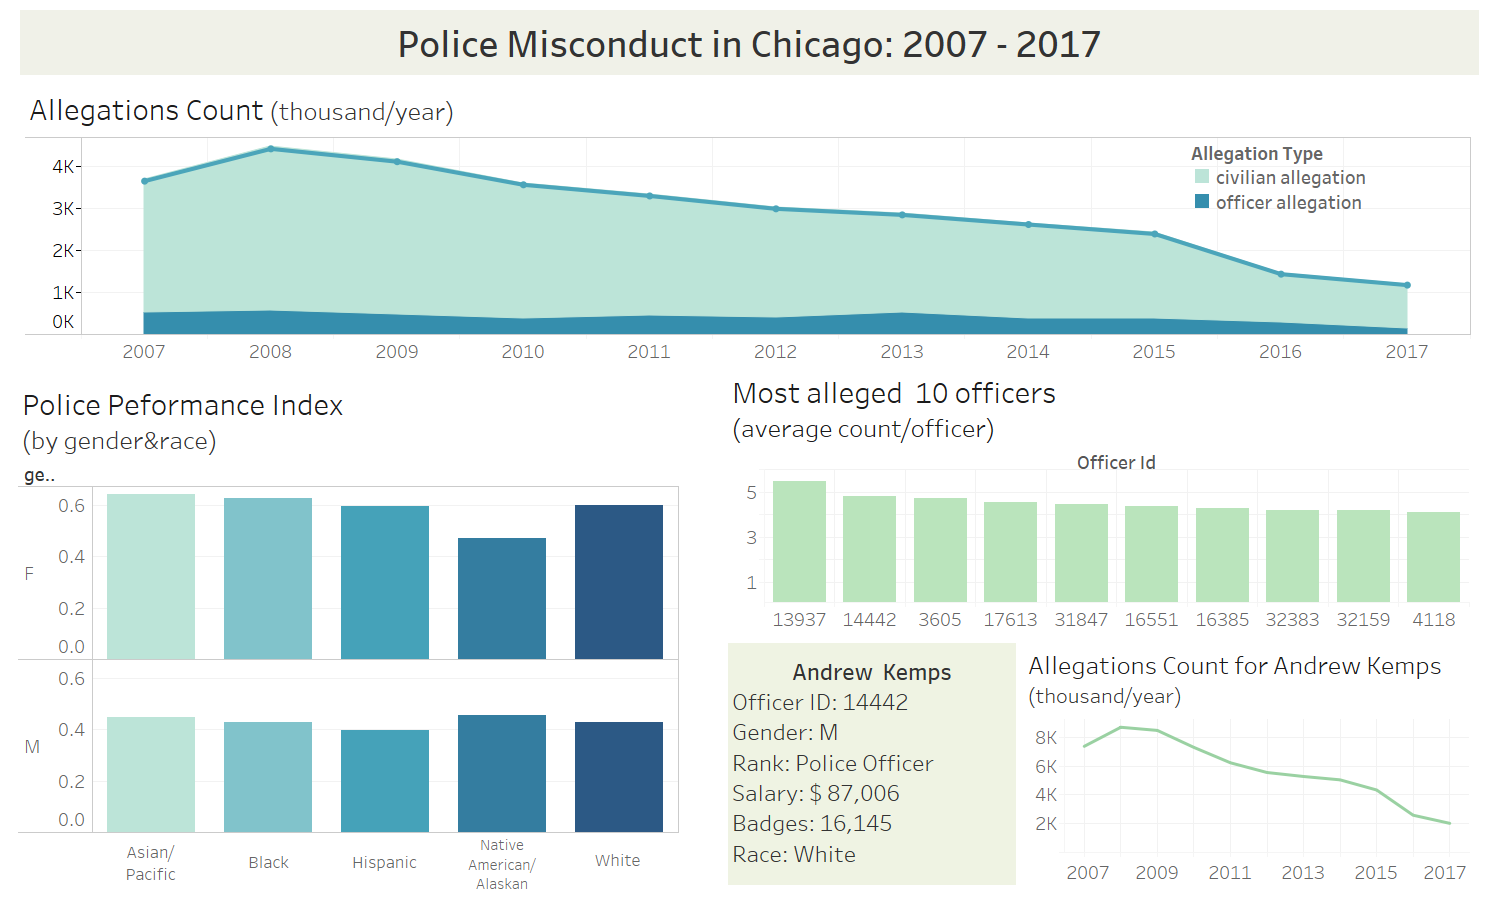 Police Misconduct in Chicago: 2007 - 2017
Allegations Count (thousand/year)
Allegation Type
civilian allegation
officer allegation
4K
3K
2K
1K
0K
2007 2008 2009 2010 2011 2012 2013 2014 2015 2016 2017
Police Peformance Index
(by gender&race)
ge..
F
0.6
0.4
0.2
0.0
M
0.6
0.4
0.2
0.0
Asian/
Pacific
Black
Hispanic
Native
American/
Alaskan
White
Most alleged 10 officers
(average count/officer)
Officer Id
5
3
1
13937 14442 3605 17613 31847 16551 16385 32383 32159 4118
Andrew Kemps
Officer ID: 14442
Gender: M
Rank: Police Officer
Salary: $ 87,006
Badges: 16,145
Race: White
Allegations Count for Andrew Kemps
(thousand/year)
8K
6K
4K
2K
2007 2009 2011 2013 2015 2017